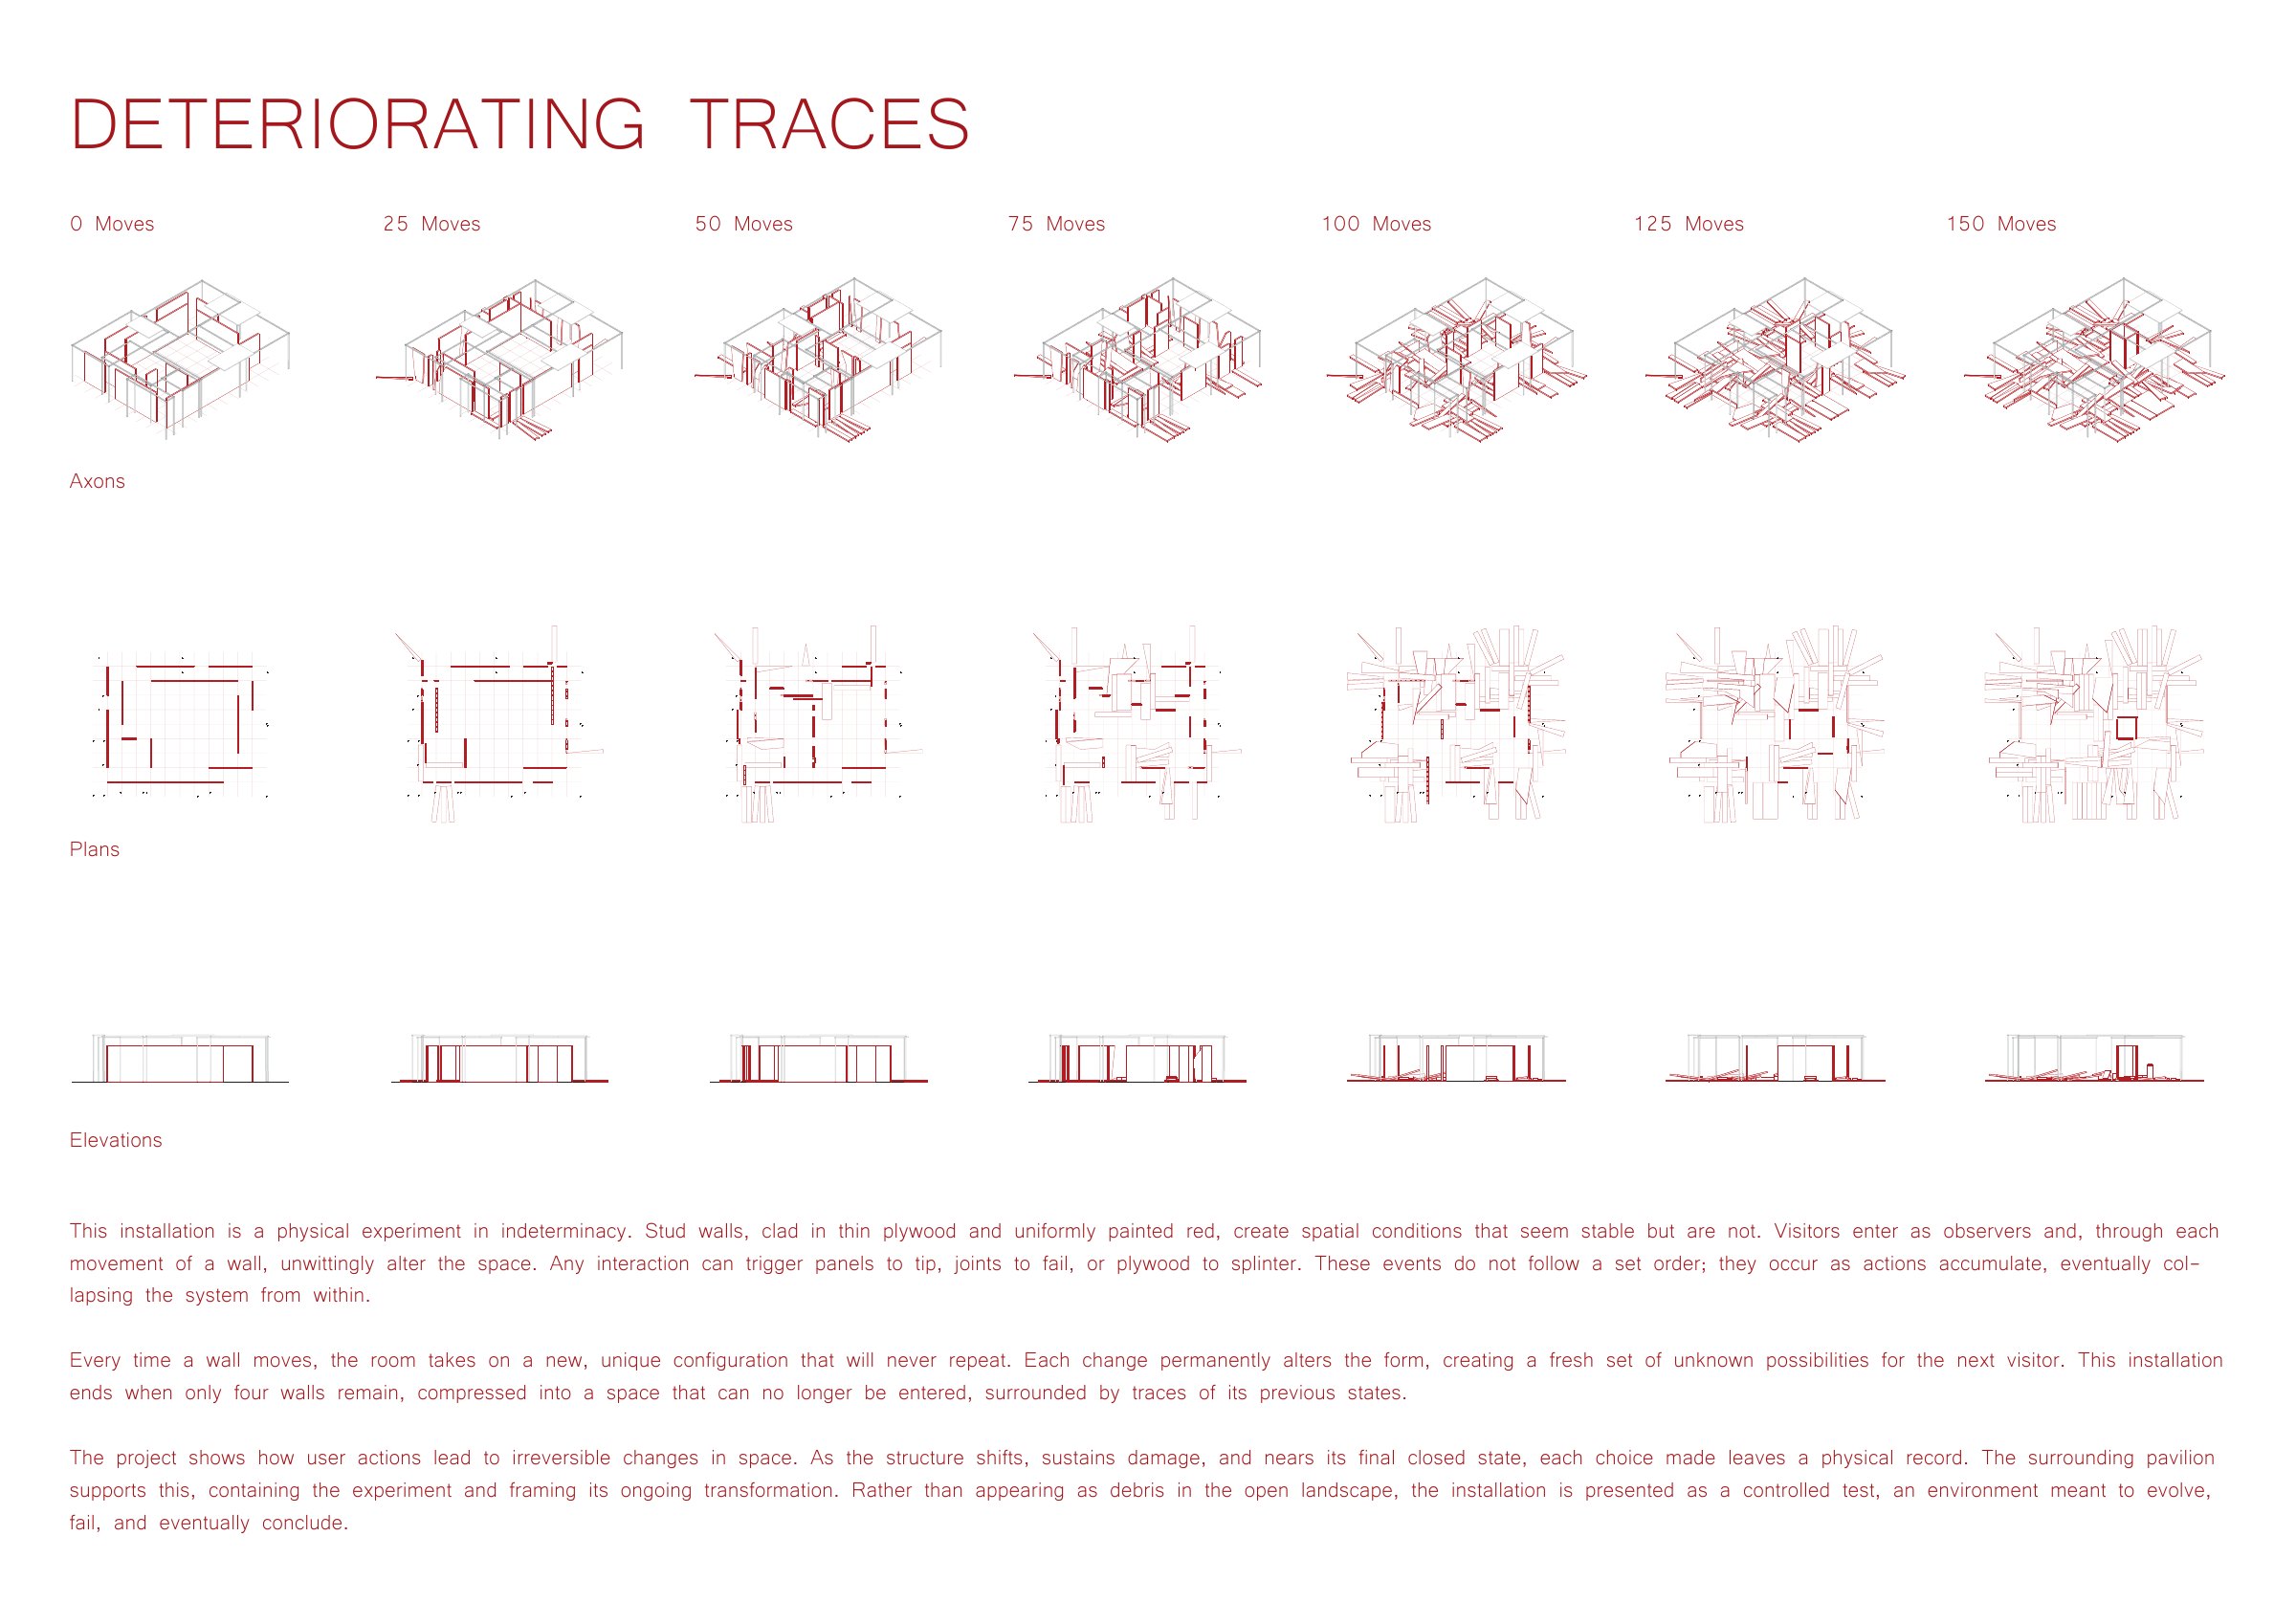 DETERIORATING TRACES
0 Moves
25 Moves
50 Moves
75 Moves
100 Moves
125 Moves
150 Moves
Axons
Plans
Elevations
This installation is a physical experiment in indeterminacy. Stud walls, clad in thin plywood and uniformly painted red, create spatial conditions that seem stable but are not. Visitors enter as observers and, through each
movement of a wall, unwittingly alter the space. Any interaction can trigger panels to tip, joints to fail, or plywood to splinter. These events do not follow a set order; they occur as actions accumulate, eventually col-
lapsing the system from within.
Every time a wall moves, the room takes on a new, unique configuration that will never repeat. Each change permanently alters the form, creating a fresh set of unknown possibilities for the next visitor. This installation
ends when only four walls remain, compressed into a space that can no longer be entered, surrounded by traces of its previous states.
The project shows how user actions lead to irreversible changes in space. As the structure shifts, sustains damage, and nears its final closed state, each choice made leaves a physical record. The surrounding pavilion
supports this, containing the experiment and framing its ongoing transformation. Rather than appearing as debris in the open landscape, the installation is presented as a controlled test, an environment meant to evolve,
fail, and eventually conclude.